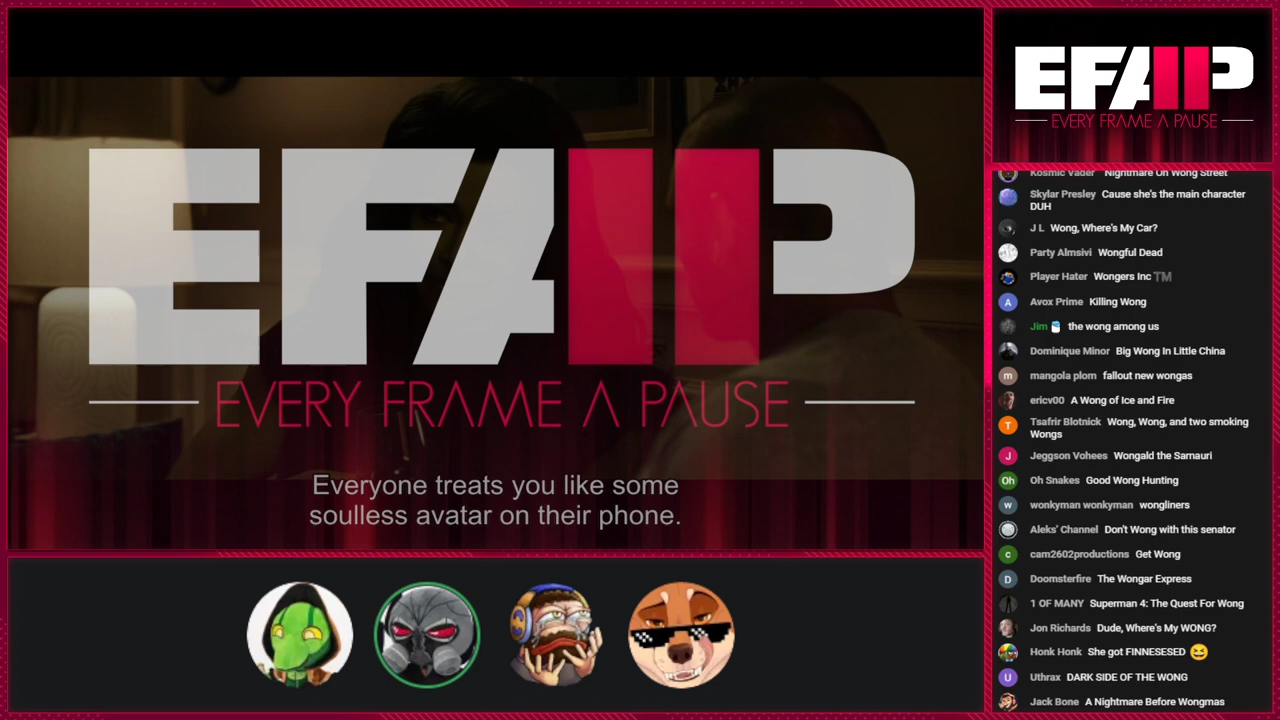 EFAP
EVERY FRAME A PAUSE
Everyone treats you like some
soulless avatar on their phone.
EFAP
EVERY FRAME A PAUSE
Kosmic Vader Nightmare On Wong Street
Skylar Presley Cause she's the main character
DUH
J L Wong, Where's My Car?
Party Almsivi Wongful Dead
Player Hater Wongers Inc TM
A Avox Prime Killing Wong
Jim the wong among us
Dominique Minor Big Wong In Little China
m mangola plom fallout new wongas
ericv00 A Wong of Ice and Fire
T Tsafrir Blotnick Wong, Wong, and two smoking
Wongs
J Jeggson Vohees Wongald the Samauri
Oh Oh Snakes Good Wong Hunting
w wonkyman wonkyman wongliners
Aleks' Channel Don't Wong with this senator
c cam2602productions Get Wong
D Doomsterfire The Wongar Express
1 OF MANY Superman 4: The Quest For Wong
Jon Richards Dude, Where's My WONG?
Honk Honk She got FINNESESED 😆
U Uthrax DARK SIDE OF THE WONG
Jack Bone A Nightmare Before Wongmas